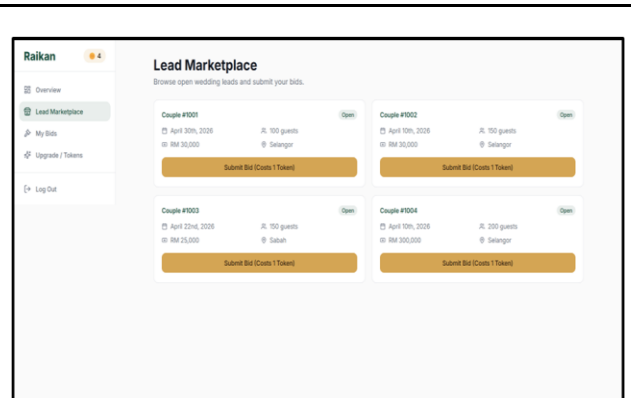 Raikan 4
Overview
Lead Marketplace
My Bids
Upgrade / Tokens
Log Out
Lead Marketplace
Browse open wedding leads and submit your bids.
Couple #1001 Open
April 30th, 2026 100 guests
RM 30,000 Selangor
Submit Bid (Costs 1 Token)
Couple #1002 Open
April 10th, 2026 150 guests
RM 30,000 Selangor
Submit Bid (Costs 1 Token)
Couple #1003 Open
April 22nd, 2026 150 guests
RM 25,000 Sabah
Submit Bid (Costs 1 Token)
Couple #1004 Open
April 10th, 2026 200 guests
RM 300,000 Selangor
Submit Bid (Costs 1 Token)